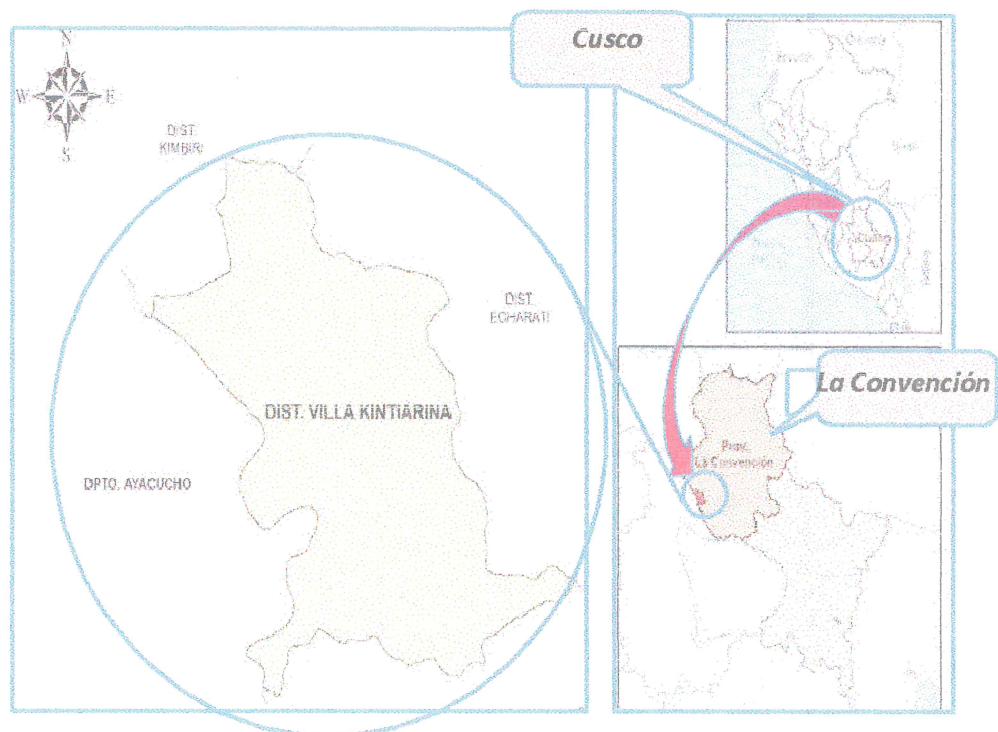 N
W E
S
DIST.
KIMBIRI
DIST.
ECHARATI
DIST. VILLA KINTIARINA
DPTO. AYACUCHO
Cusco
La Convención
Prov.
La Convención